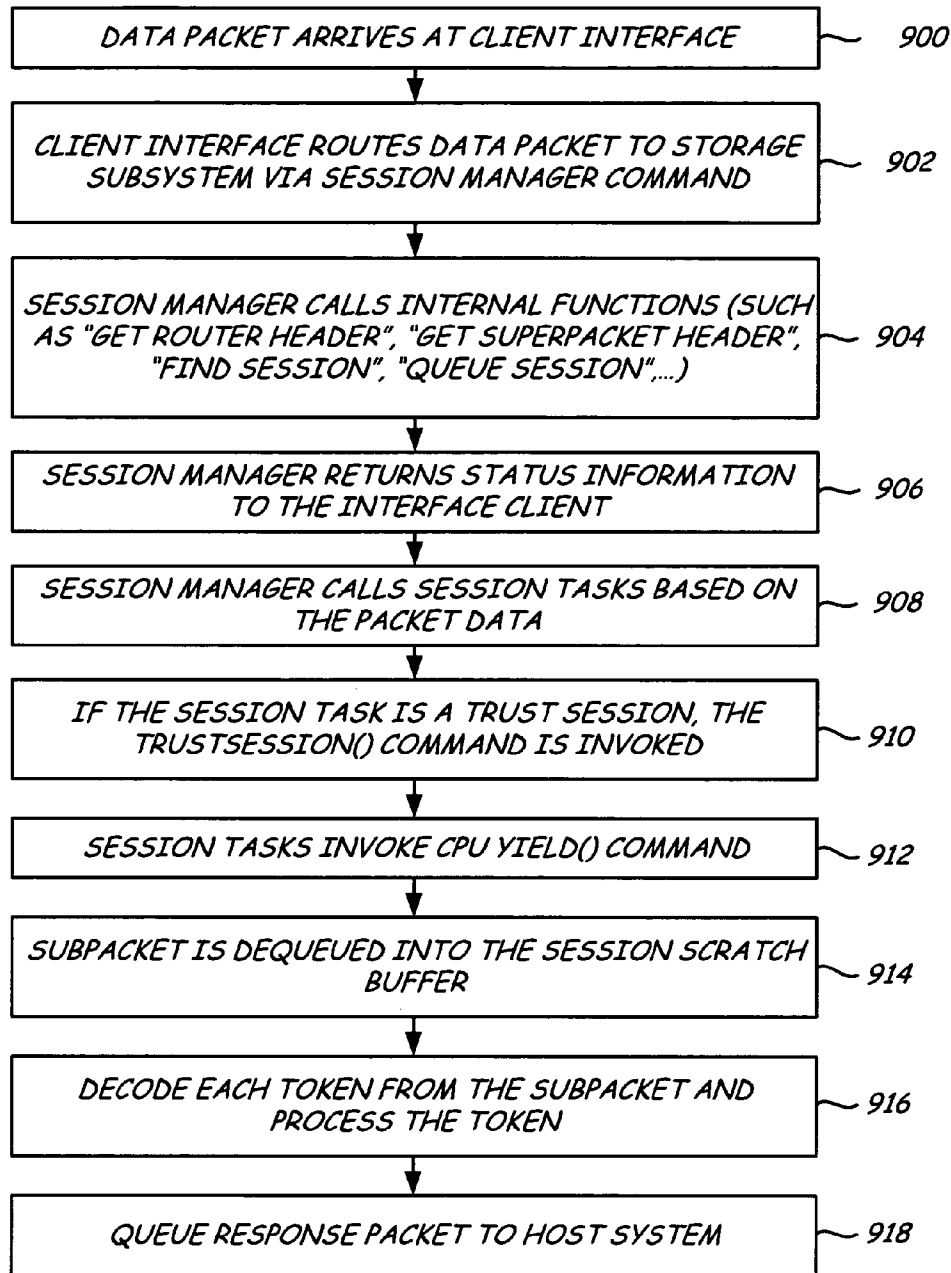 DATA PACKET ARRIVES AT CLIENT INTERFACE
900
CLIENT INTERFACE ROUTES DATA PACKET TO STORAGE
SUBSYSTEM VIA SESSION MANAGER COMMAND
902
SESSION MANAGER CALLS INTERNAL FUNCTIONS (SUCH
AS "GET ROUTER HEADER", "GET SUPERPACKET HEADER",
"FIND SESSION", "QUEUE SESSION",...)
904
SESSION MANAGER RETURNS STATUS INFORMATION
TO THE INTERFACE CLIENT
906
SESSION MANAGER CALLS SESSION TASKS BASED ON
THE PACKET DATA
908
IF THE SESSION TASK IS A TRUST SESSION, THE
TRUSTSESSION() COMMAND IS INVOKED
910
SESSION TASKS INVOKE CPU YIELD() COMMAND
912
SUBPACKET IS DEQUEUED INTO THE SESSION SCRATCH
BUFFER
914
DECODE EACH TOKEN FROM THE SUBPACKET AND
PROCESS THE TOKEN
916
QUEUE RESPONSE PACKET TO HOST SYSTEM
918